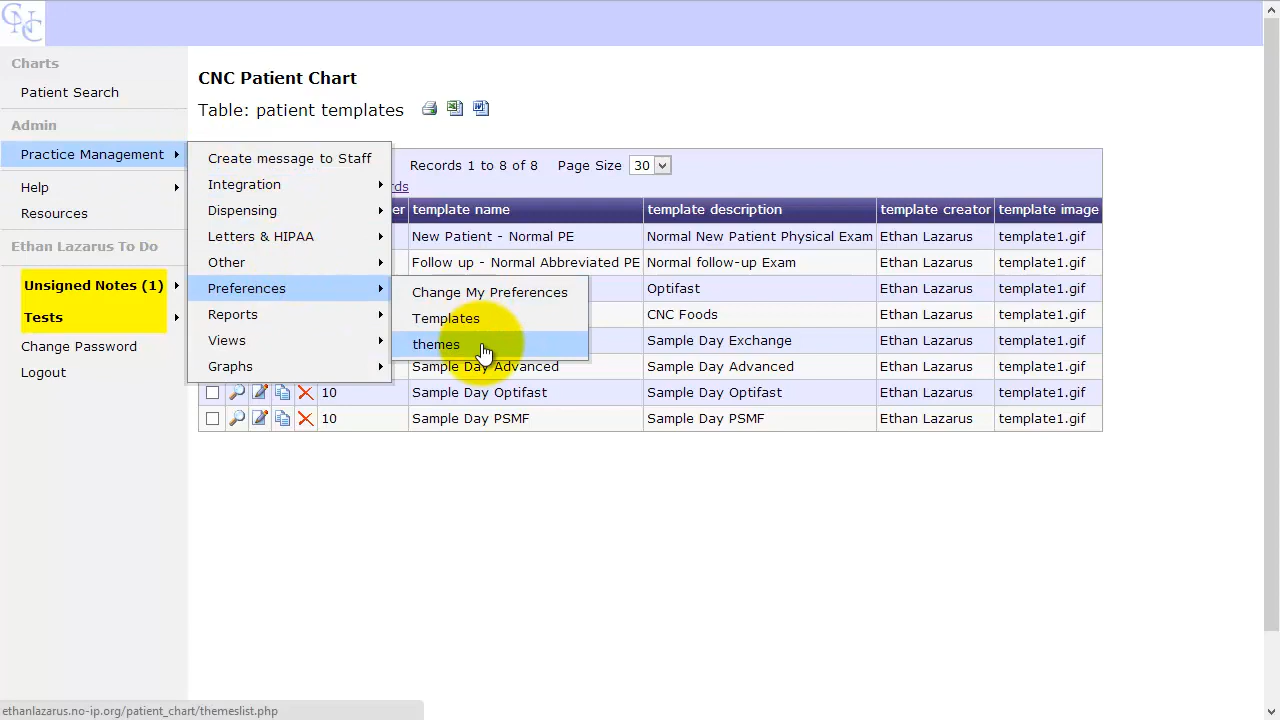 CNC
Charts
Patient Search
Admin
Practice Management
Help
Resources
Ethan Lazarus To Do
Unsigned Notes (1)
Tests
Change Password
Logout
CNC Patient Chart
Table: patient templates
Create message to Staff
Integration
Dispensing
Letters & HIPAA
Other
Preferences
Reports
Views
Graphs
Change My Preferences
Templates
themes
Records 1 to 8 of 8 Page Size 30
rds
er template name template description template creator template image
New Patient - Normal PE Normal New Patient Physical Exam Ethan Lazarus template1.gif
Follow up - Normal Abbreviated PE Normal follow-up Exam Ethan Lazarus template1.gif
Optifast Ethan Lazarus template1.gif
CNC Foods Ethan Lazarus template1.gif
Sample Day Exchange Ethan Lazarus template1.gif
Sample Day Advanced Sample Day Advanced Ethan Lazarus template1.gif
10 Sample Day Optifast Sample Day Optifast Ethan Lazarus template1.gif
10 Sample Day PSMF Sample Day PSMF Ethan Lazarus template1.gif
ethanlazarus.no-ip.org/patient_chart/themeslist.php